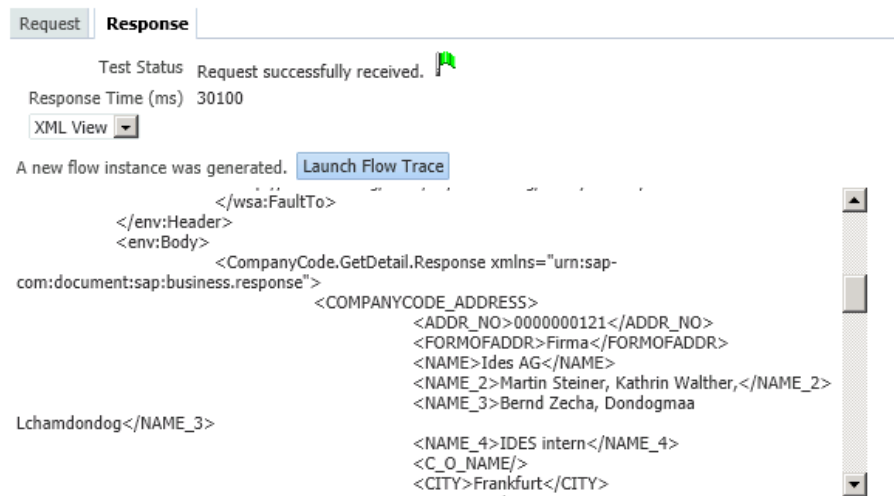 Request Response
Test Status Request successfully received.
Response Time (ms) 30100
XML View
A new flow instance was generated. Launch Flow Trace
</wsa:FaultTo>
</env:Header>
<env:Body>
<CompanyCode.GetDetail.Response xmlns="urn:sap-
com:document:sap:business.response">
<COMPANYCODE_ADDRESS>
<ADDR_NO>0000000121</ADDR_NO>
<FORMOFADDR>Firma</FORMOFADDR>
<NAME>Ides AG</NAME>
<NAME_2>Martin Steiner, Kathrin Walther,</NAME_2>
<NAME_3>Bernd Zecha, Dondogmaa
Lchamdondog</NAME_3>
<NAME_4>IDES intern</NAME_4>
<C_O_NAME/>
<CITY>Frankfurt</CITY>